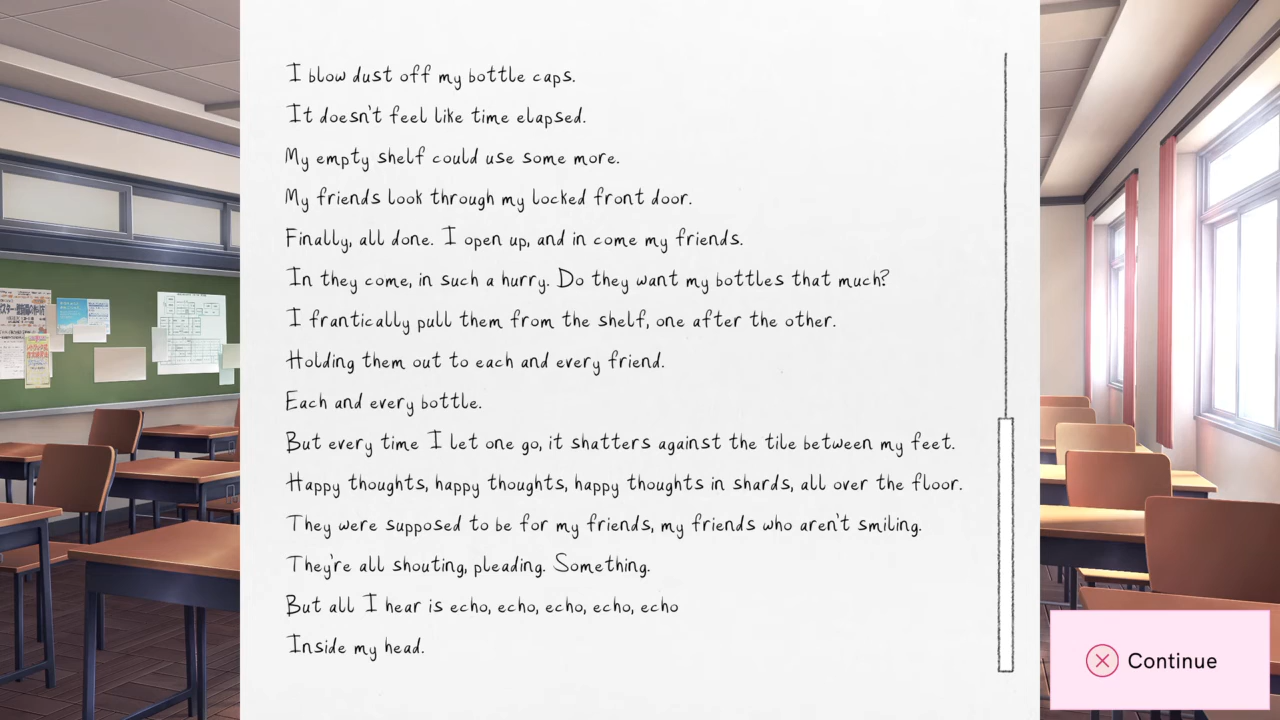 I blow dust off my bottle caps.
It doesn't feel like time elapsed.
My empty shelf could use some more.
My friends look through my locked front door.
Finally, all done. I open up, and in come my friends.
In they come, in such a hurry. Do they want my bottles that much?
I frantically pull them from the shelf, one after the other.
Holding them out to each and every friend.
Each and every bottle.
But every time I let one go, it shatters against the tile between my feet.
Happy thoughts, happy thoughts, happy thoughts in shards, all over the floor.
They were supposed to be for my friends, my friends who aren't smiling.
They're all shouting, pleading. Something.
But all I hear is echo, echo, echo, echo, echo
Inside my head.
Continue